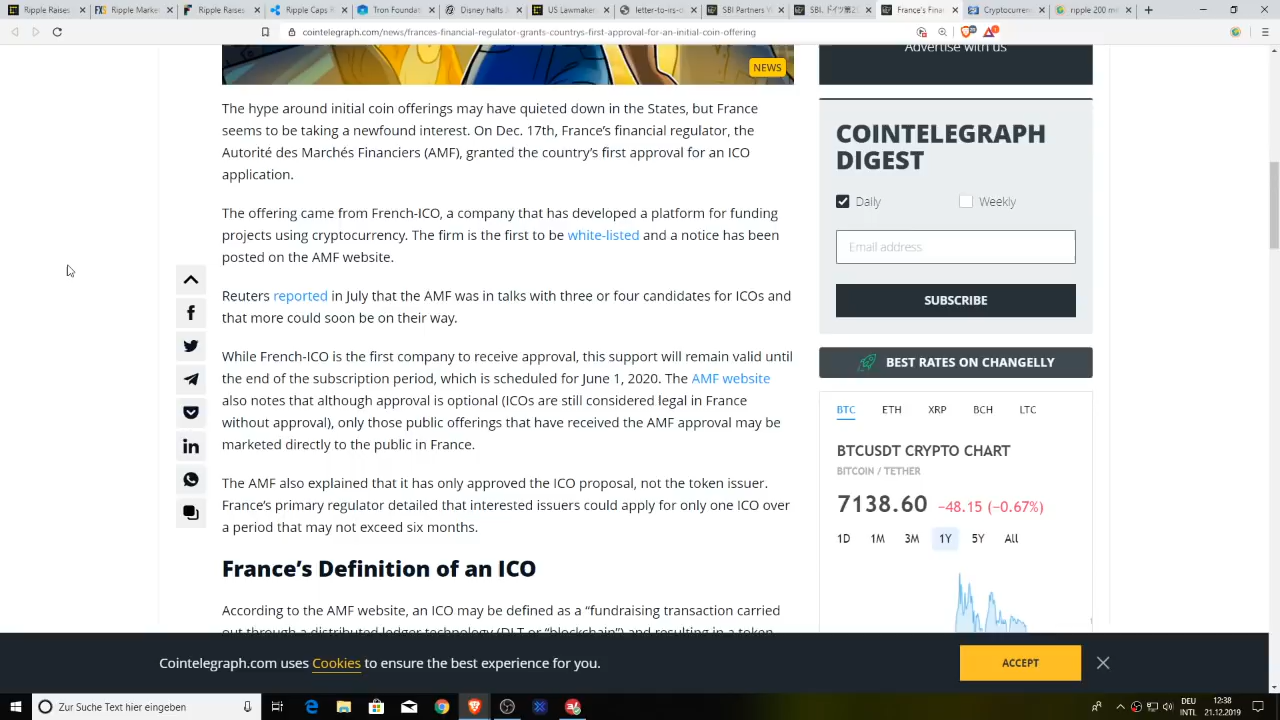 Ripple Raises
Ripple Market
Ripple Raises
Ripple Caps R
Tron Foundati
Disney halts 2
US Lawmaker
letter-to-iro-c
SBI Partners W
France's Finan
Cryptocurrenc
ripple 200 mil
cointelegraph.com/news/frances-financial-regulator-grants-countrys-first-approval-for-an-initial-coin-offering
NEWS
Advertise with us
The hype around initial coin offerings may have quieted down in the States, but France
seems to be taking a newfound interest. On Dec. 17th, France's financial regulator, the
Autorité des Marchés Financiers (AMF), granted the country's first approval for an ICO
application.
The offering came from French-ICO, a company that has developed a platform for funding
projects using cryptocurrency. The firm is the first to be white-listed and a notice has been
posted on the AMF website.
Reuters reported in July that the AMF was in talks with three or four candidates for ICOs and
that more could soon be on their way.
While French-ICO is the first company to receive approval, this support will remain valid until
the end of the subscription period, which is scheduled for June 1, 2020. The AMF website
also notes that although approval is optional (ICOs are still considered legal in France
without approval), only those public offerings that have received the AMF approval may be
marketed directly to the public in France.
The AMF also explained that it has only approved the ICO proposal, not the token issuer.
France's primary regulator detailed that interested issuers could apply for only one ICO over
a period that may not exceed six months.
France's Definition of an ICO
According to the AMF website, an ICO may be defined as a "fundraising transaction carried
out through a distributed ledger technology (DLT or "blockchain") and resulting in a token
COINTELEGRAPH
DIGEST
Daily
Weekly
Email address
SUBSCRIBE
BEST RATES ON CHANGELLY
BTC ETH XRP BCH LTC
BTCUSDT CRYPTO CHART
BITCOIN / TETHER
7138.60 −48.15 (−0.67%)
1D 1M 3M 1Y 5Y All
Cointelegraph.com uses Cookies to ensure the best experience for you.
ACCEPT
Zur Suche Text hier eingeben
DEU
INTL
12:38
21.12.2019